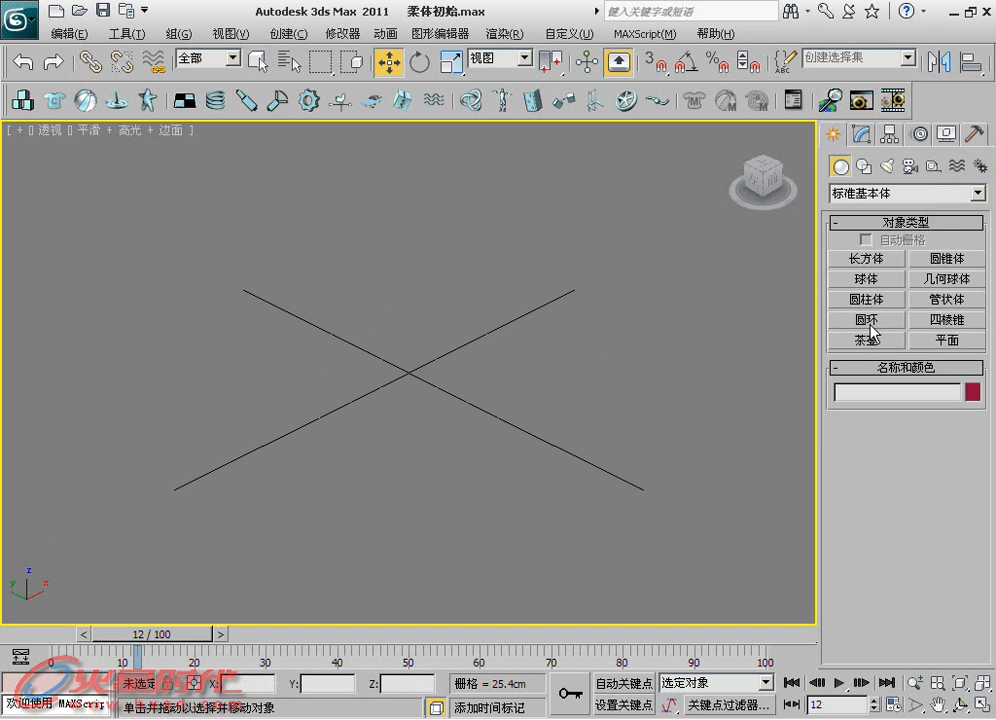 Autodesk 3ds Max 2011 柔体初始.max
键入关键字或短语
编辑(E) 工具(T) 组(G) 视图(V) 创建(C) 修改器 动画 图形编辑器 渲染(R) 自定义(U) MAXScript(M) 帮助(H)
全部 视图 3 ABC 创建选择集
[ + ] [] 透视 [] 平滑 + 高光 + 边面 ]
标准基本体
- 对象类型
自动栅格
长方体 圆锥体
球体 几何球体
圆柱体 管状体
圆环 四棱锥
茶壶 平面
- 名称和颜色
z
y x
< 12 / 100 >
0 10 20 30 40 50 60 70 80 90 100
未选定 X: Y: Z: 栅格 = 25.4cm 自动关键点 选定对象
欢迎使用 MAXScrip 单击并拖动以选择并移动对象 添加时间标记 设置关键点 关键点过滤器... 12
火星时代